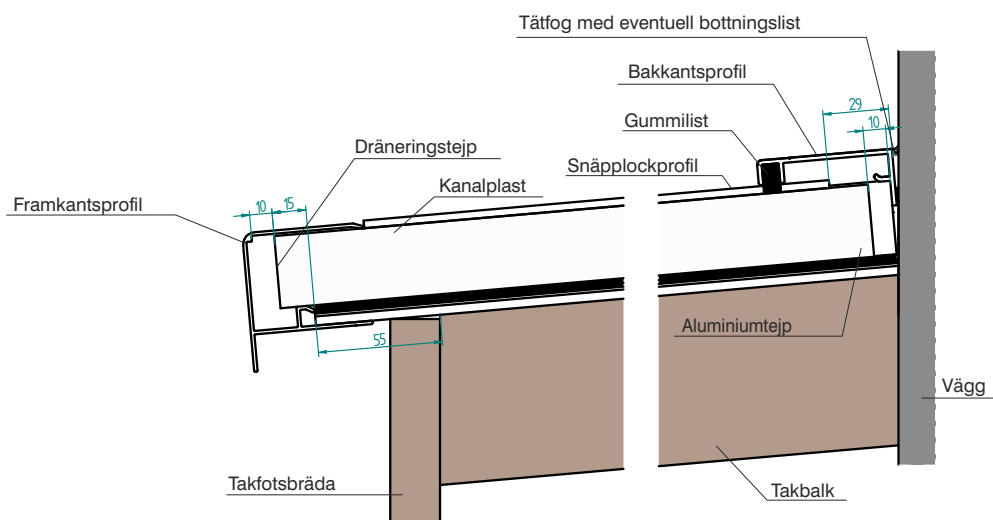 Tätfog med eventuell bottningslist
Bakkantsprofil
29
10
Gummilist
Dräneringstejp
Snäpplockprofil
Kanalplast
Framkantsprofil
10
15
Aluminiumtejp
55
Vägg
Takfotsbräda
Takbalk